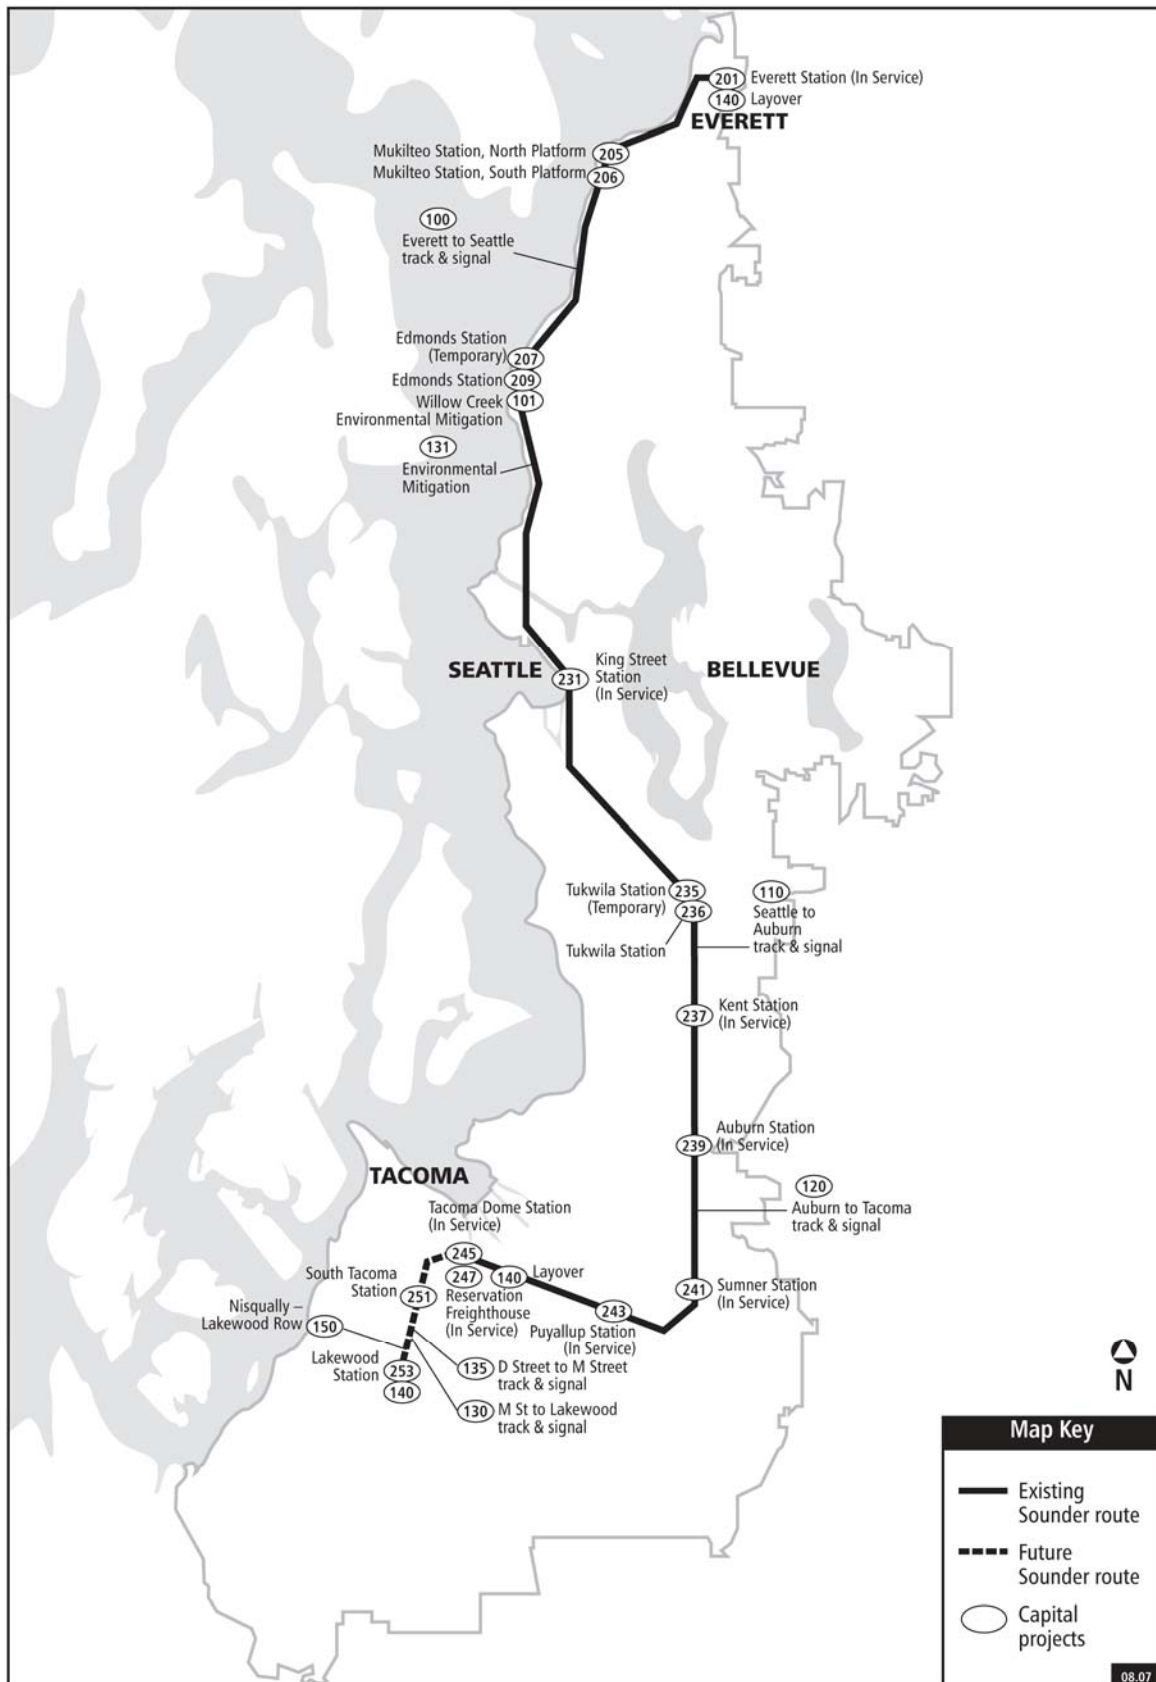 201 Everett Station (In Service)
140 Layover
EVERETT
Mukilteo Station, North Platform 205
Mukilteo Station, South Platform 206
100
Everett to Seattle
track & signal
Edmonds Station
(Temporary) 207
Edmonds Station 209
Willow Creek 101
Environmental Mitigation
131
Environmental
Mitigation
SEATTLE
231
King Street
Station
(In Service)
BELLEVUE
Tukwila Station 235
(Temporary) 236
Tukwila Station
110
Seattle to
Auburn
track & signal
237
Kent Station
(In Service)
239
Auburn Station
(In Service)
120
Auburn to Tacoma
track & signal
TACOMA
Tacoma Dome Station
(In Service)
245
247
Reservation
Freighthouse
(In Service)
140 Layover
241
Sumner Station
(In Service)
243
Puyallup Station
(In Service)
South Tacoma
Station 251
Nisqually –
Lakewood Row 150
Lakewood
Station 253
140
135 D Street to M Street
track & signal
130 M St to Lakewood
track & signal
N
Map Key
Existing
Sounder route
Future
Sounder route
Capital
projects
08.07